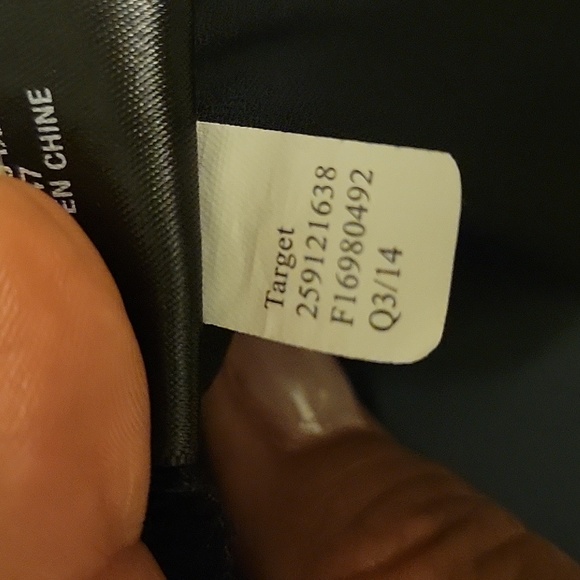 EN CHINE
Target
259121638
F16980492
Q3/14